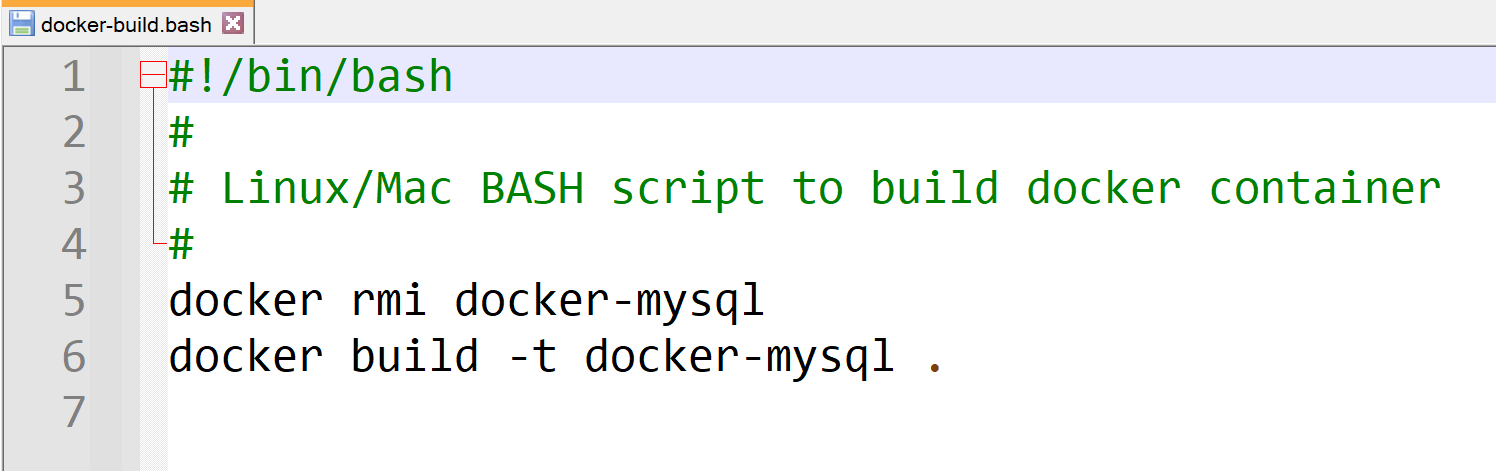 docker-build.bash
1 #!/bin/bash
2 #
3 # Linux/Mac BASH script to build docker container
4 #
5 docker rmi docker-mysql
6 docker build -t docker-mysql .
7